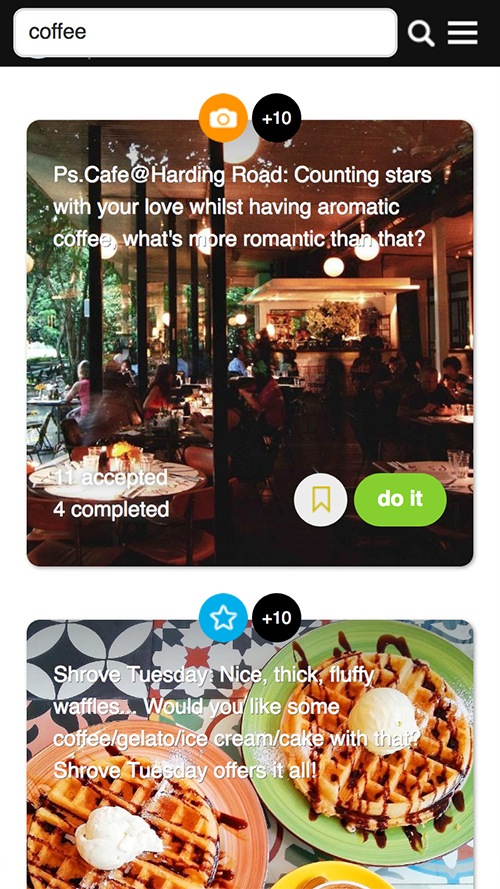 coffee
+10
Ps.Cafe@Harding Road: Counting stars
with your love whilst having aromatic
coffee, what's more romantic than that?
11 accepted
4 completed
do it
+10
Shrove Tuesday: Nice, thick, fluffy
waffles... Would you like some
coffee/gelato/ice cream/cake with that?
Shrove Tuesday offers it all!